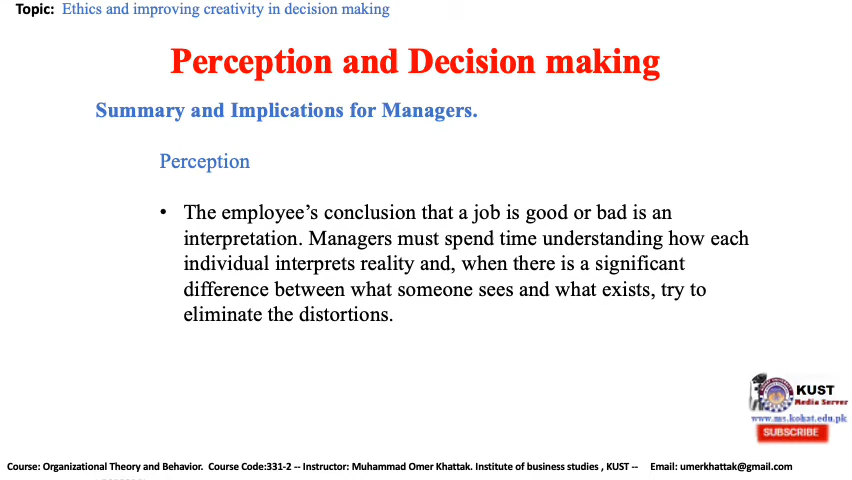 Topic: Ethics and improving creativity in decision making
Perception and Decision making
Summary and Implications for Managers.
Perception
• The employee’s conclusion that a job is good or bad is an
interpretation. Managers must spend time understanding how each
individual interprets reality and, when there is a significant
difference between what someone sees and what exists, try to
eliminate the distortions.
KUST
Media Server
www.ms.kohat.edu.pk
SUBSCRIBE
Course: Organizational Theory and Behavior. Course Code:331-2 -- Instructor: Muhammad Omer Khattak. Institute of business studies , KUST -- Email: umerkhattak@gmail.com